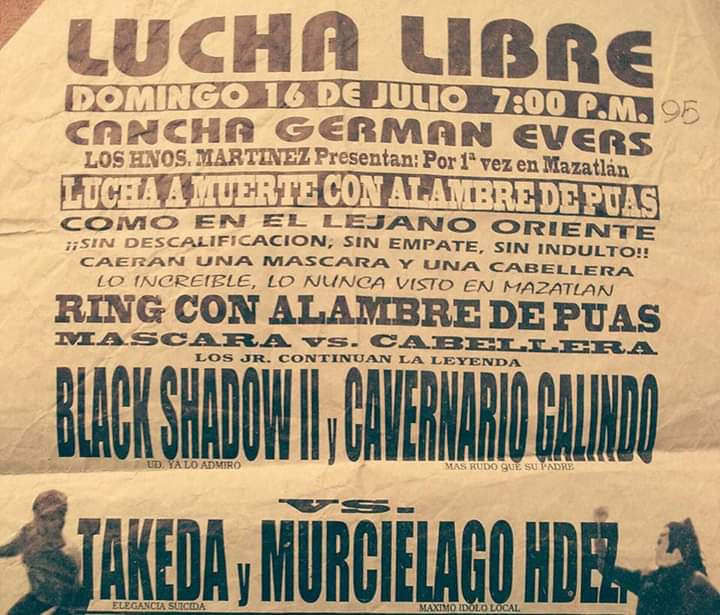 LUCHA LIBRE
DOMINGO 16 DE JULIO 7:00 P.M. 95
CANCHA GERMAN EVERS
LOS HNOS. MARTINEZ Presentan: Por 1ª vez en Mazatlán
LUCHA A MUERTE CON ALAMBRE DE PUAS
COMO EN EL LEJANO ORIENTE
¡¡SIN DESCALIFICACION, SIN EMPATE, SIN INDULTO!!
CAERAN UNA MASCARA Y UNA CABELLERA
LO INCREIBLE, LO NUNCA VISTO EN MAZATLAN
RING CON ALAMBRE DE PUAS
MASCARA vs. CABELLERA
LOS JR. CONTINUAN LA LEYENDA
BLACK SHADOW II y CAVERNARIO GALINDO
UD. YA LO ADMIRO MAS RUDO QUE SU PADRE
VS.
TAKEDA y MURCIÉLAGO HDEZ.
ELEGANCIA SUICIDA MAXIMO IDOLO LOCAL